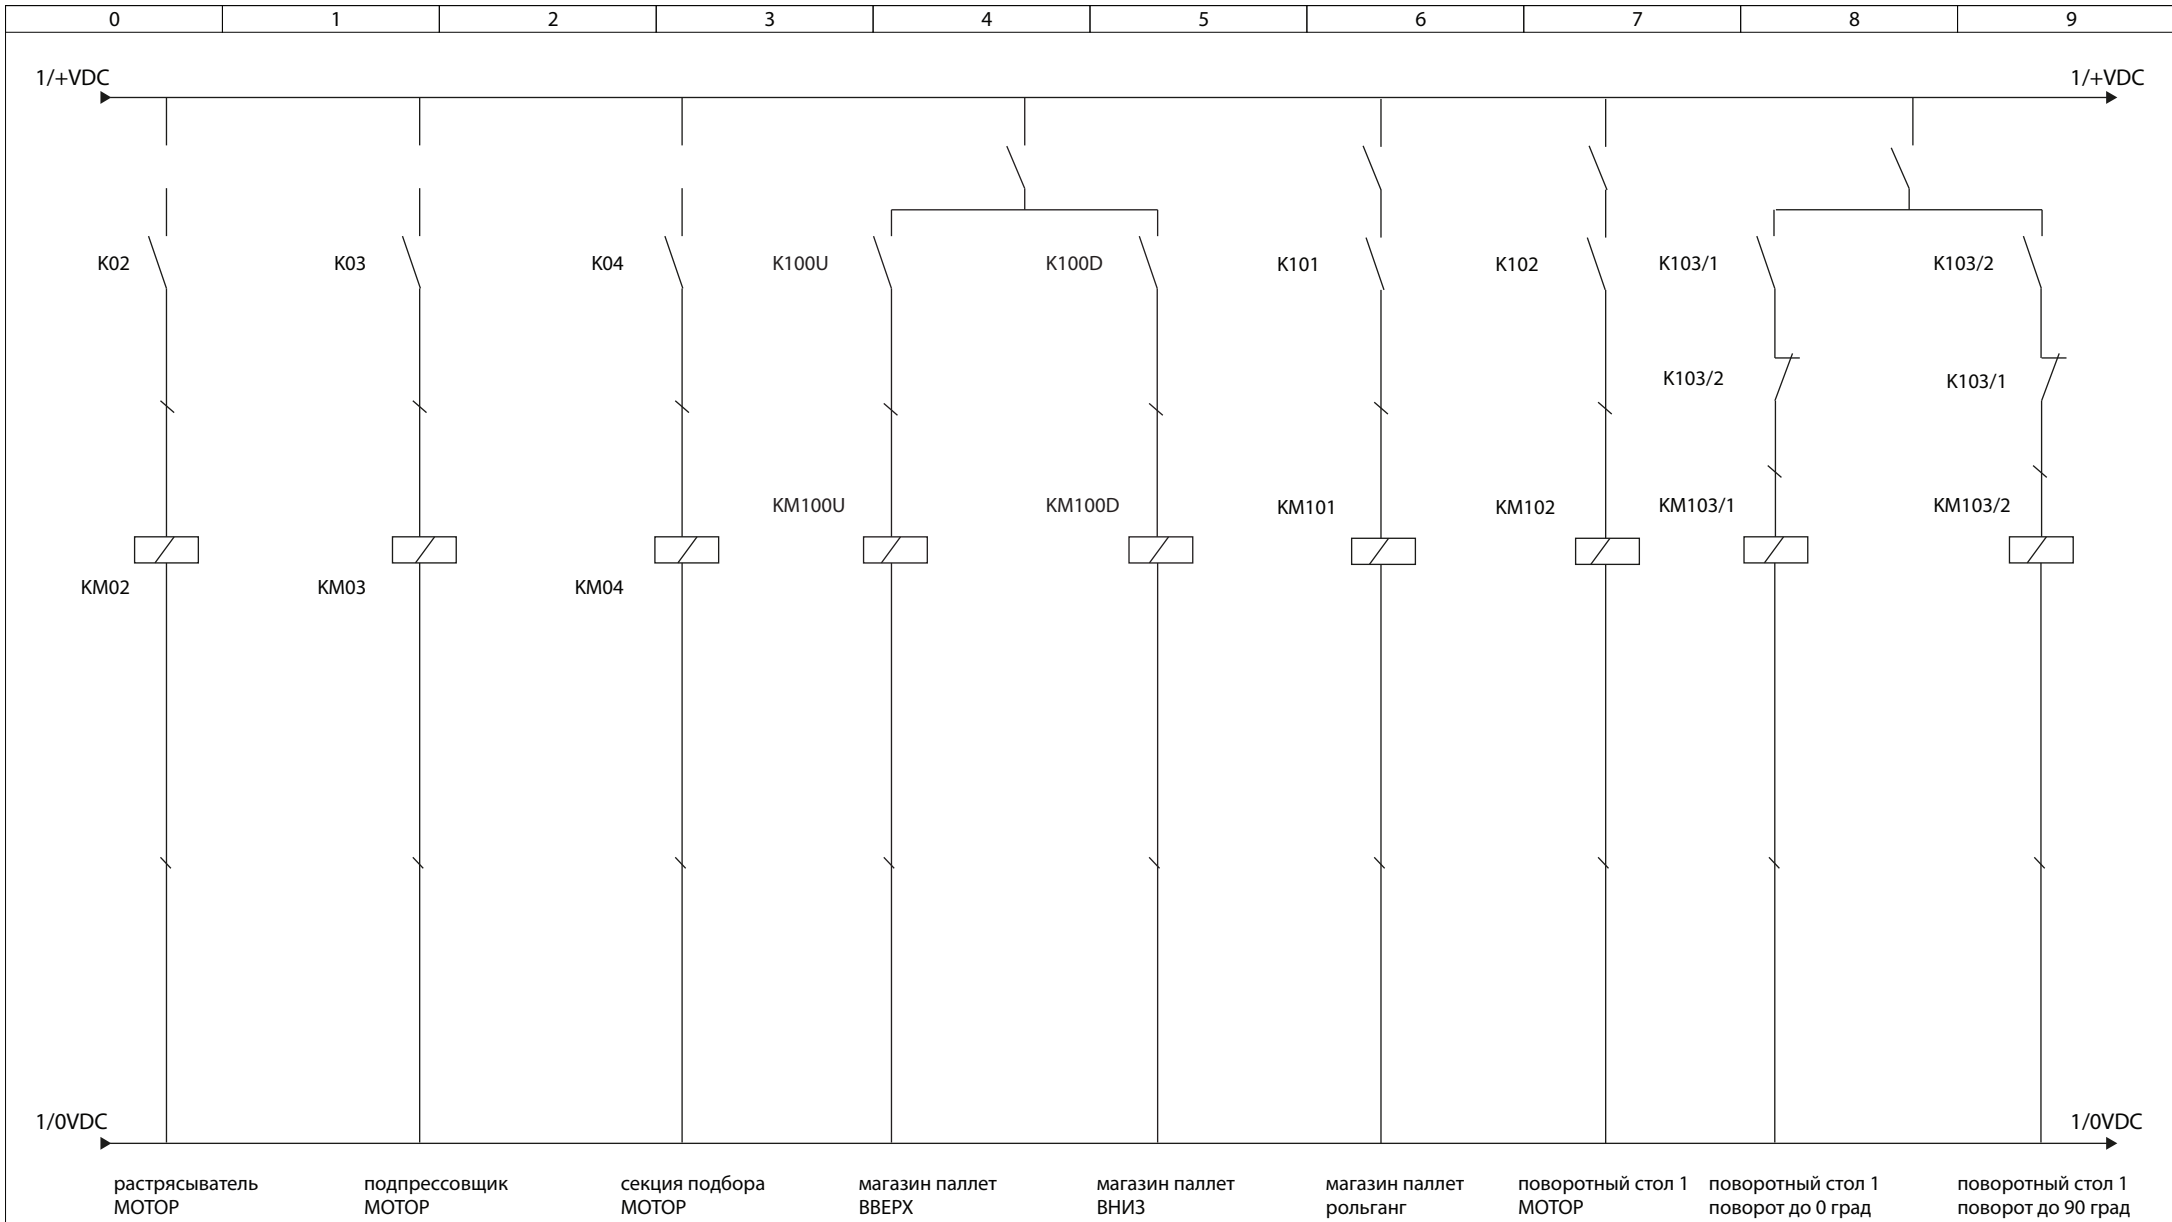 0 1 2 3 4 5 6 7 8 9
1/+VDC 1/+VDC
K02 K03 K04 K100U K100D K101 K102 K103/1 K103/2
K103/2 K103/1
KM100U KM100D KM101 KM102 KM103/1 KM103/2
KM02 KM03 KM04
1/0VDC 1/0VDC
растрясыватель подпрессовщик секция подбора магазин паллет магазин паллет магазин паллет поворотный стол 1 поворотный стол 1 поворотный стол 1
МОТОР МОТОР МОТОР ВВЕРХ ВНИЗ рольганг МОТОР поворот до 0 град поворот до 90 град